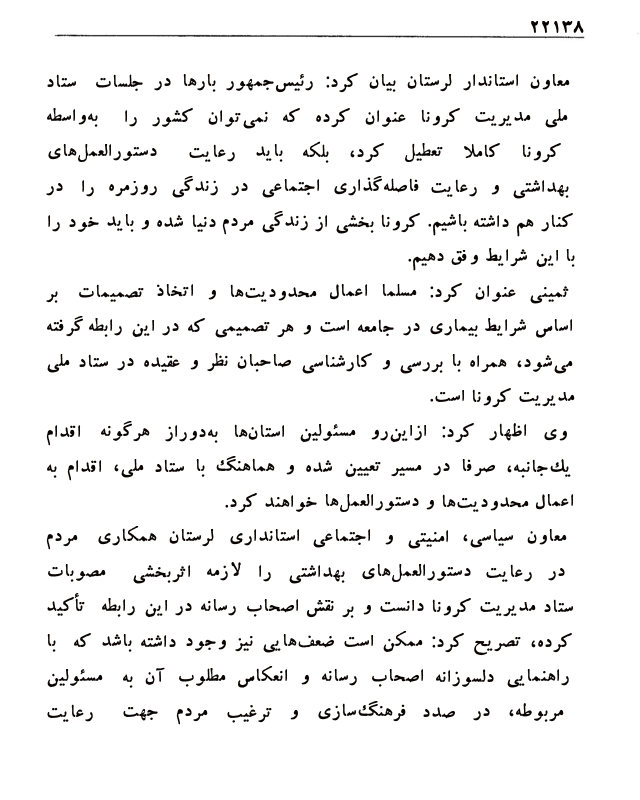 ۲۲۱۳۸
معاون استاندار لرستان بیان کرد: رئیس‌جمهور بارها در جلسات ستاد
ملی مدیریت کرونا عنوان کرده که نمی‌توان کشور را به‌واسطه
کرونا کاملا تعطیل کرد، بلکه باید رعایت دستورالعمل‌های
بهداشتی و رعایت فاصله‌گذاری اجتماعی در زندگی روزمره را در
کنار هم داشته باشیم. کرونا بخشی از زندگی مردم دنیا شده و باید خود را
با این شرایط وفق دهیم.
ثمینی عنوان کرد: مسلما اعمال محدودیت‌ها و اتخاذ تصمیمات بر
اساس شرایط بیماری در جامعه است و هر تصمیمی که در این رابطه گرفته
می‌شود، همراه با بررسی و کارشناسی صاحبان نظر و عقیده در ستاد ملی
مدیریت کرونا است.
وی اظهار کرد: ازاین‌رو مسئولین استان‌ها به‌دوراز هرگونه اقدام
یك‌جانبه، صرفا در مسیر تعیین شده و هماهنگ با ستاد ملی، اقدام به
اعمال محدودیت‌ها و دستورالعمل‌ها خواهند کرد.
معاون سیاسی، امنیتی و اجتماعی استانداری لرستان همکاری مردم
در رعایت دستورالعمل‌های بهداشتی را لازمه اثربخشی مصوبات
ستاد مدیریت کرونا دانست و بر نقش اصحاب رسانه در این رابطه تأکید
کرده، تصریح کرد: ممکن است ضعف‌هایی نیز وجود داشته باشد که با
راهنمایی دلسوزانه اصحاب رسانه و انعکاس مطلوب آن به مسئولین
مربوطه، در صدد فرهنگ‌سازی و ترغیب مردم جهت رعایت